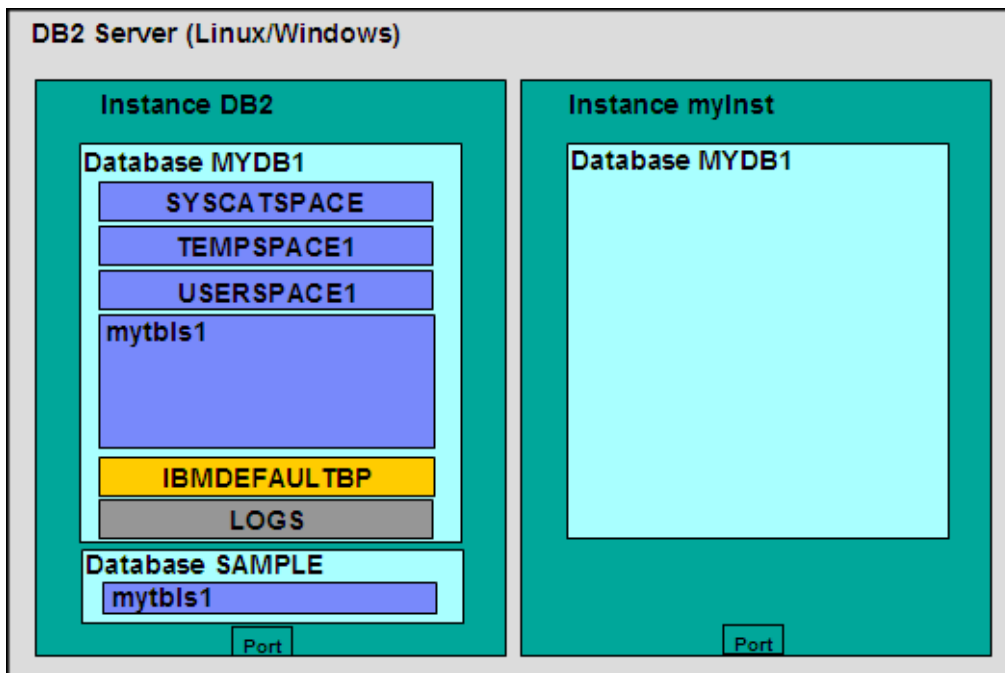 DB2 Server (Linux/Windows)
Instance DB2
Database MYDB1
SYSCATSPACE
TEMPSPACE1
USERSPACE1
mytbls1
IBMDEFAULTBP
LOGS
Database SAMPLE
mytbls1
Port
Instance myInst
Database MYDB1
Port